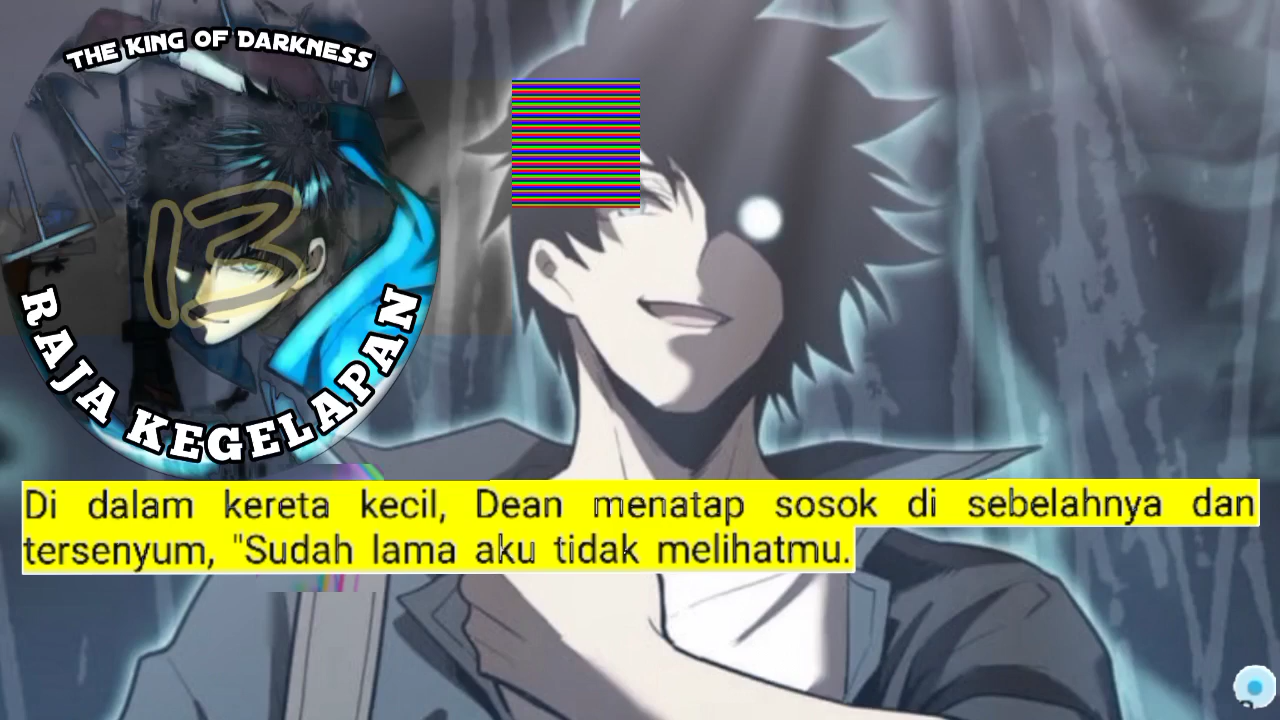 THE KING OF DARKNESS
13
RAJA KEGELAPAN
Di dalam kereta kecil, Dean menatap sosok di sebelahnya dan
tersenyum, "Sudah lama aku tidak melihatmu.